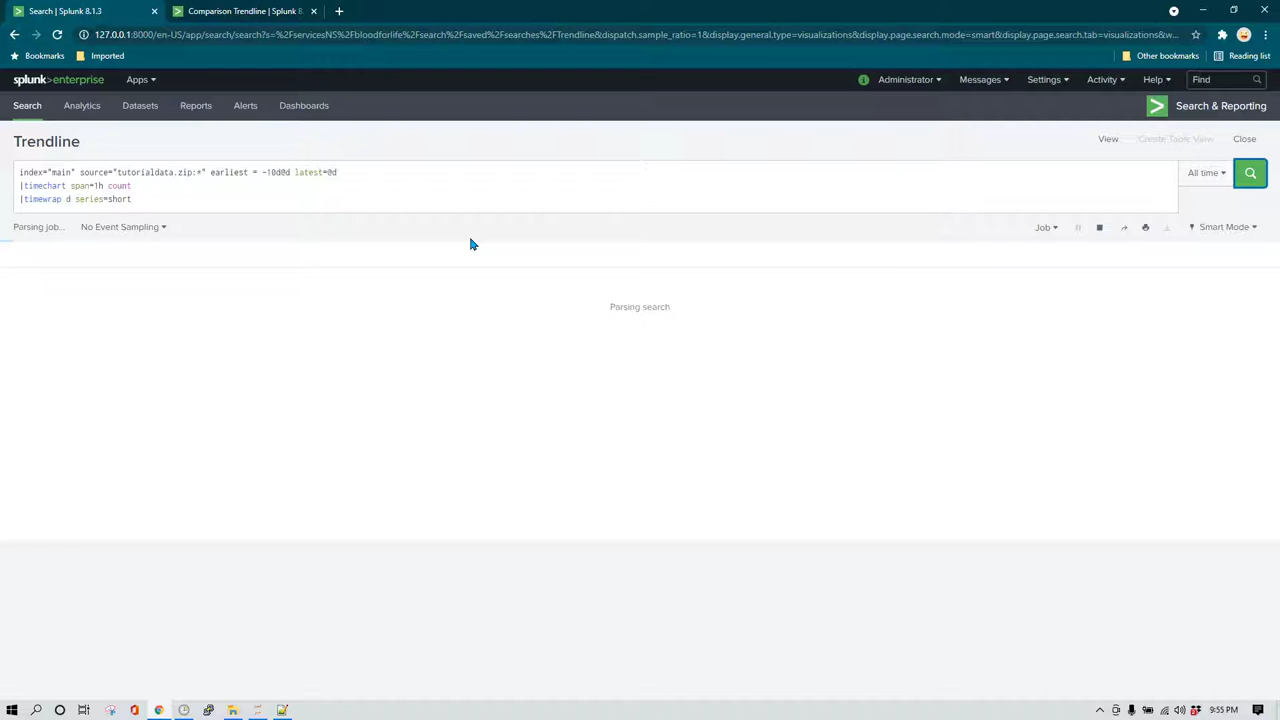 Search | Splunk 8.1.3
Comparison Trendline | Splunk 8.
127.0.0.1:8000/en-US/app/search/search?s=%2FservicesNS%2Fbloodforlife%2Fsearch%2Fsaved%2Fsearches%2FTrendline&dispatch.sample_ratio=1&display.general.type=visualizations&display.page.search.mode=smart&display.page.search.tab=visualizations&w...
Bookmarks
Imported
Other bookmarks
Reading list
splunk>enterprise
Apps
Administrator
Messages
Settings
Activity
Help
Find
Search
Analytics
Datasets
Reports
Alerts
Dashboards
Search & Reporting
Trendline
View
Create Table View
Close
index="main" source="tutorialdata.zip:*" earliest = -10d@d latest=@d
|timechart span=1h count
|timewrap d series=short
All time
Parsing job...
No Event Sampling
Job
Smart Mode
Parsing search
9:55 PM